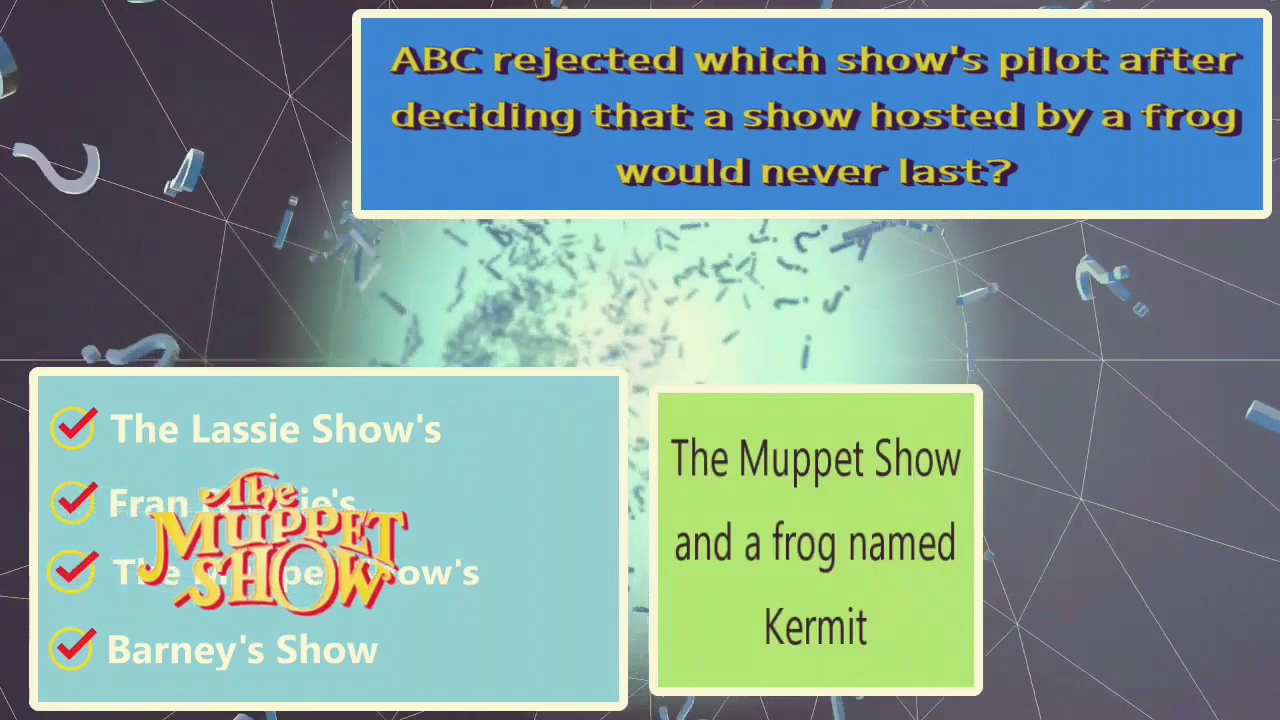 ABC rejected which show's pilot after
deciding that a show hosted by a frog
would never last?
The Lassie Show's
Fran
The Show's
Barney's Show
The
MUPPET
SHOW
The Muppet Show
and a frog named
Kermit